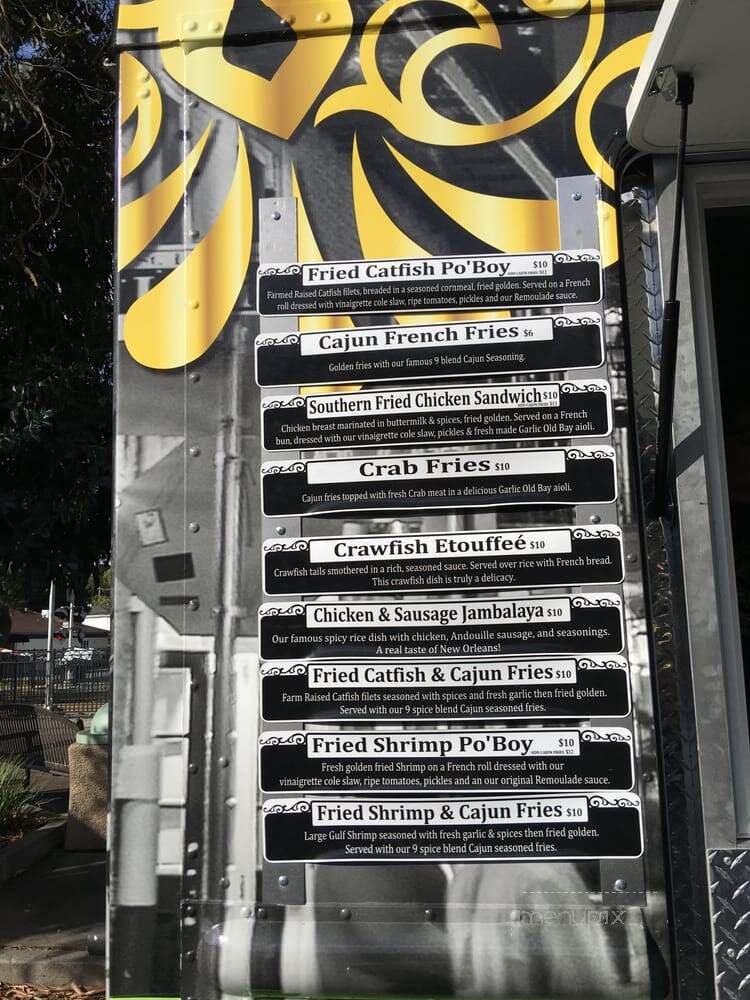 Fried Catfish Po'Boy $10
ADD CAJUN FRIES $12
Farmed Raised Catfish filets, breaded in a seasoned cornmeal, fried golden. Served on a French
roll dressed with vinaigrette cole slaw, ripe tomatoes, pickles and our Remoulade sauce.
Cajun French Fries $6
Golden fries with our famous 9 blend Cajun Seasoning.
Southern Fried Chicken Sandwich $10
Chicken breast marinated in buttermilk & spices, fried golden. Served on a French
bun, dressed with our vinaigrette cole slaw, pickles & fresh made Garlic Old Bay aioli.
Crab Fries $10
Cajun fries topped with fresh Crab meat in a delicious Garlic Old Bay aioli.
Crawfish Etouffeé $10
Crawfish tails smothered in a rich, seasoned sauce. Served over rice with French bread.
This crawfish dish is truly a delicacy.
Chicken & Sausage Jambalaya $10
Our famous spicy rice dish with chicken, Andouille sausage, and seasonings.
A real taste of New Orleans!
Fried Catfish & Cajun Fries $10
Farm Raised Catfish filets seasoned with spices and fresh garlic then fried golden.
Served with our 9 spice blend Cajun seasoned fries.
Fried Shrimp Po'Boy $10
ADD CAJUN FRIES $12
Fresh golden fried Shrimp on a French roll dressed with our
vinaigrette cole slaw, ripe tomatoes, pickles and an our original Remoulade sauce.
Fried Shrimp & Cajun Fries $10
Large Gulf Shrimp seasoned with fresh garlic & spices then fried golden.
Served with our 9 spice blend Cajun seasoned fries.
menupix